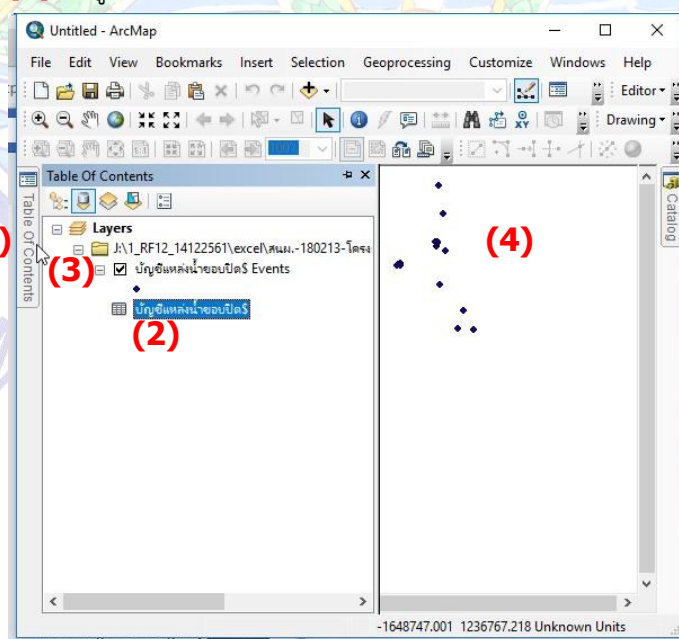 Untitled - ArcMap
File Edit View Bookmarks Insert Selection Geoprocessing Customize Windows Help
Editor
100%
Drawing
Table Of Contents
Table Of Contents
Catalog
Layers
J:\1_RF12_14122561\excel\สนผ.-180213-โครง
(3)
บัญชีแหล่งน้ำขอบปิด$ Events
บัญชีแหล่งน้ำขอบปิด$
(2)
(4)
-1648747.001 1236767.218 Unknown Units